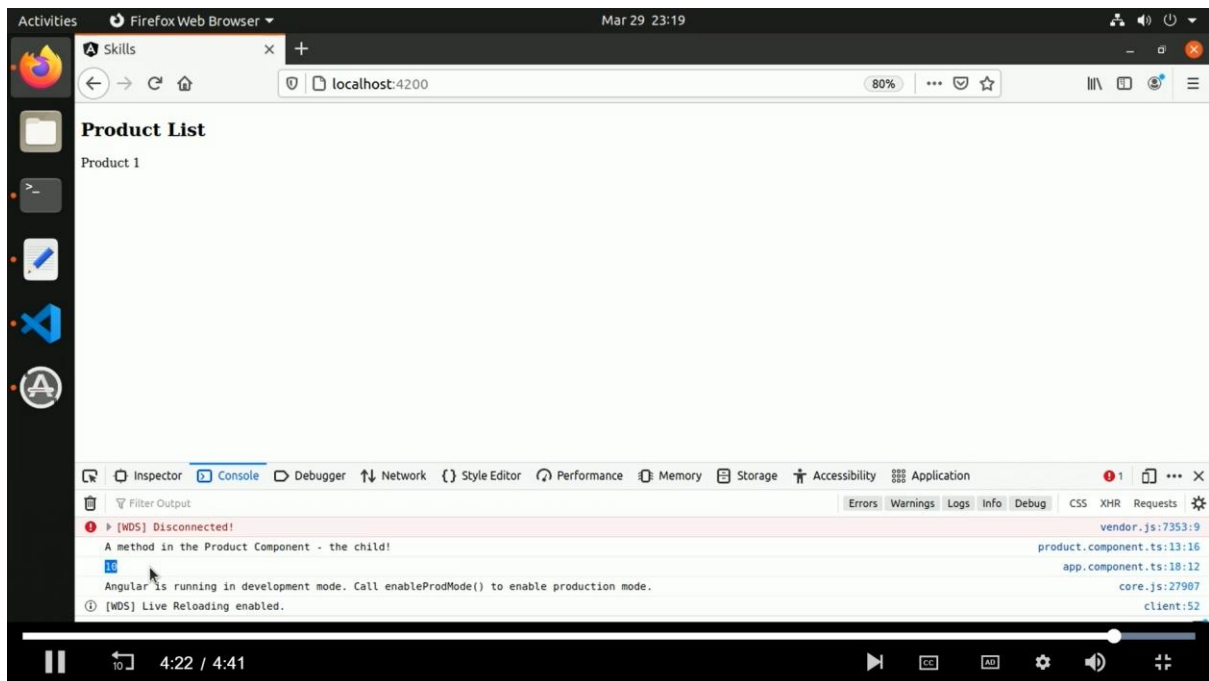 Activities Firefox Web Browser Mar 29 23:19
Skills
localhost:4200 80%
Product List
Product 1
Inspector Console Debugger Network {} Style Editor Performance Memory Storage Accessibility Application 1
Filter Output Errors Warnings Logs Info Debug CSS XHR Requests
[WDS] Disconnected! vendor.js:7353:9
A method in the Product Component - the child! product.component.ts:13:16
10 app.component.ts:18:12
Angular is running in development mode. Call enableProdMode() to enable production mode. core.js:27907
[WDS] Live Reloading enabled. client:52
10 4:22 / 4:41 CC AD